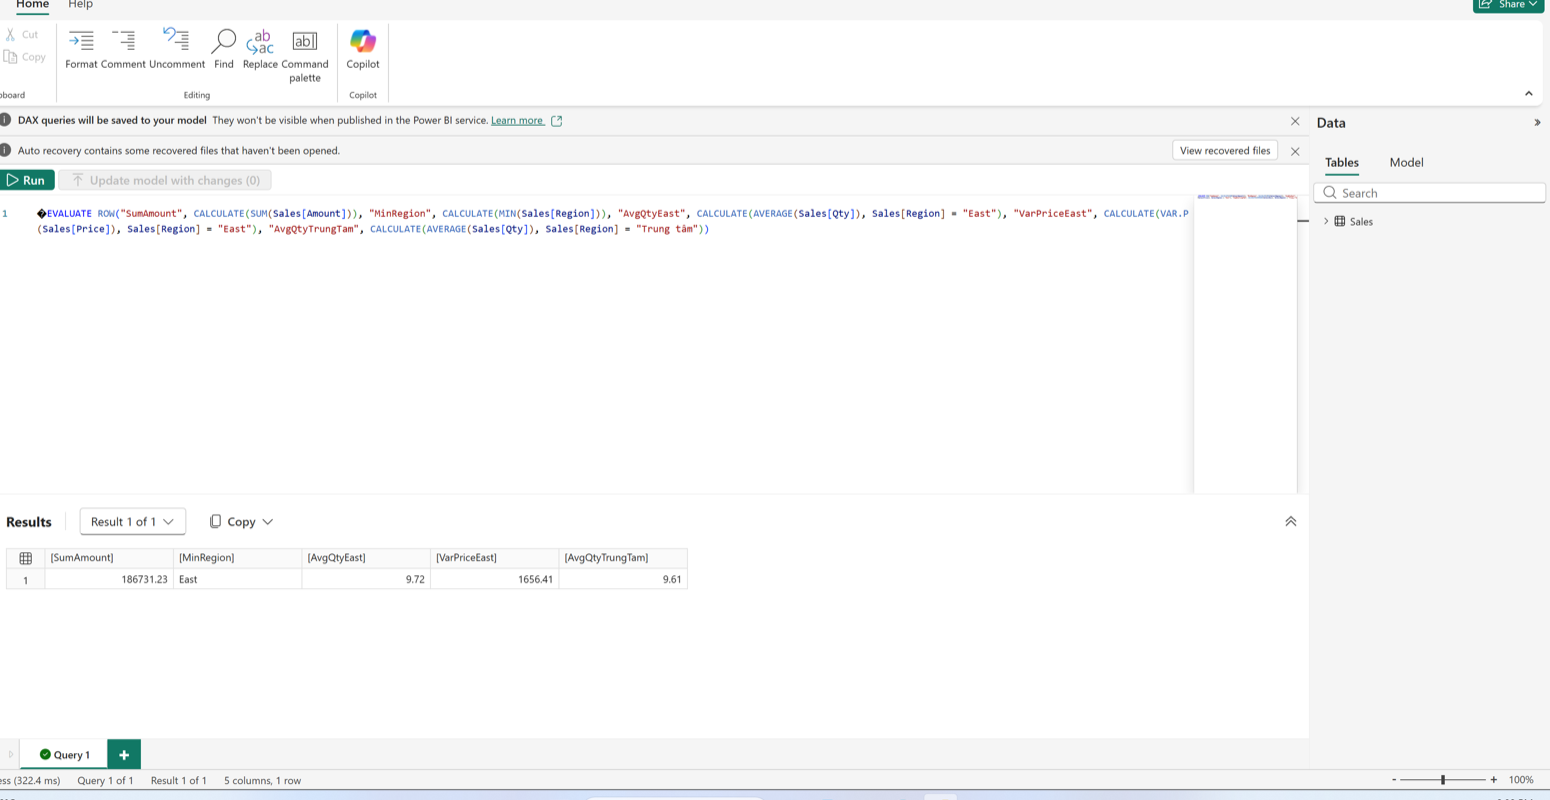 Home Help
Share
Cut
Copy
Format Comment Uncomment Find Replace Command palette
Copilot
board
Editing
Copilot
DAX queries will be saved to your model They won't be visible when published in the Power BI service. Learn more
Auto recovery contains some recovered files that haven't been opened.
View recovered files
Run
Update model with changes (0)
1 �EVALUATE ROW("SumAmount", CALCULATE(SUM(Sales[Amount])), "MinRegion", CALCULATE(MIN(Sales[Region])), "AvgQtyEast", CALCULATE(AVERAGE(Sales[Qty]), Sales[Region] = "East"), "VarPriceEast", CALCULATE(VAR.P
(Sales[Price]), Sales[Region] = "East"), "AvgQtyTrungTam", CALCULATE(AVERAGE(Sales[Qty]), Sales[Region] = "Trung tâm"))
Data
Tables Model
Search
Sales
Results
Result 1 of 1
Copy
[SumAmount] [MinRegion] [AvgQtyEast] [VarPriceEast] [AvgQtyTrungTam]
1 186731.23 East 9.72 1656.41 9.61
Query 1 +
ess (322.4 ms) Query 1 of 1 Result 1 of 1 5 columns, 1 row
- + 100%